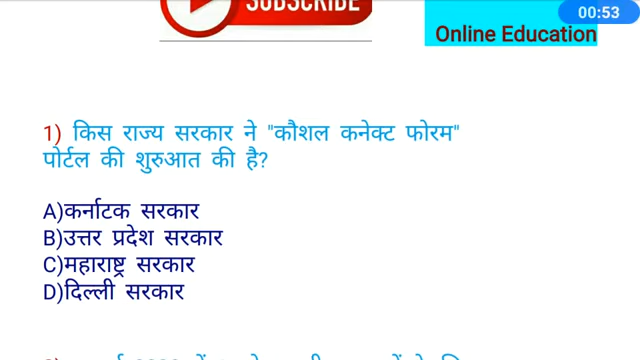 SUBSCRIBE
00:53
Online Education
1) किस राज्य सरकार ने "कौशल कनेक्ट फोरम"
पोर्टल की शुरुआत की है?
A)कर्नाटक सरकार
B)उत्तर प्रदेश सरकार
C)महाराष्ट्र सरकार
D)दिल्ली सरकार